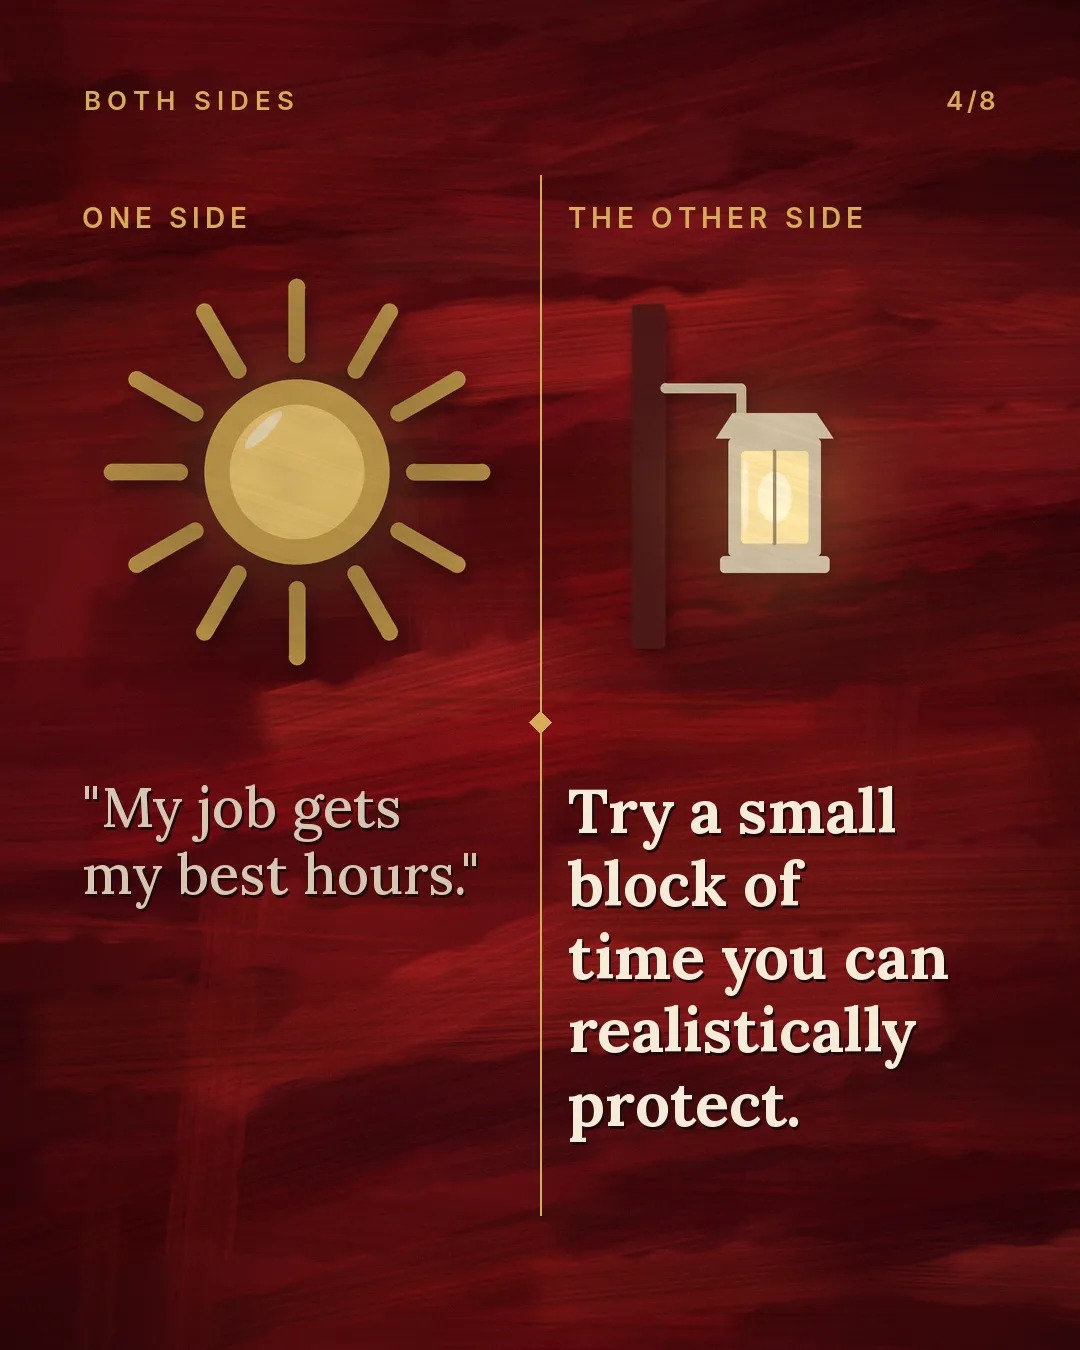 BOTH SIDES
4/8
ONE SIDE
"My job gets
my best hours."
THE OTHER SIDE
Try a small
block of
time you can
realistically
protect.